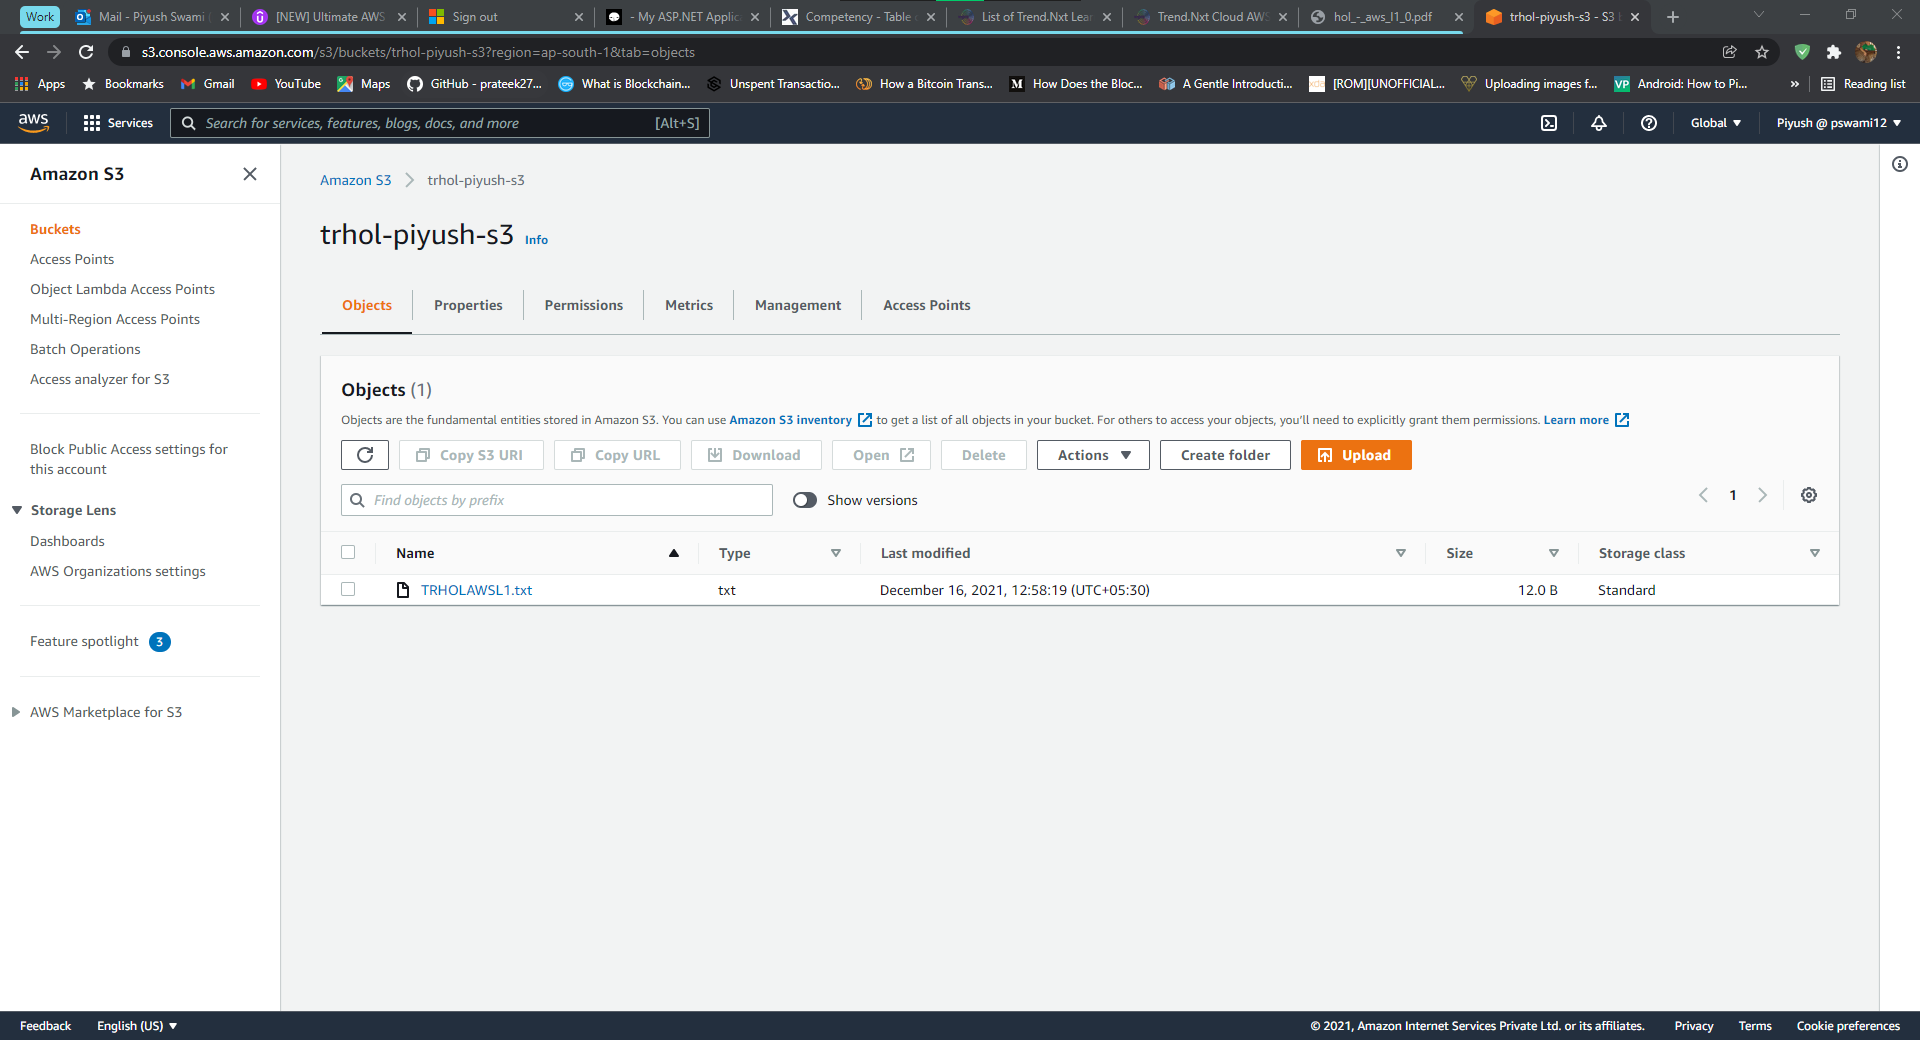 Work
Mail - Piyush Swami
[NEW] Ultimate AWS
Sign out
- My ASP.NET Applic
Competency - Table
List of Trend.Nxt Lear
Trend.Nxt Cloud AWS
hol_-_aws_l1_0.pdf
trhol-piyush-s3 - S3
s3.console.aws.amazon.com/s3/buckets/trhol-piyush-s3?region=ap-south-1&tab=objects
Apps
Bookmarks
Gmail
YouTube
Maps
GitHub - prateek27...
What is Blockchain...
Unspent Transactio...
How a Bitcoin Trans...
How Does the Bloc...
A Gentle Introducti...
[ROM][UNOFFICIAL...
Uploading images f...
Android: How to Pi...
»
Reading list
aws
Services
Search for services, features, blogs, docs, and more
[Alt+S]
Global
Piyush @ pswami12
Amazon S3
Buckets
Access Points
Object Lambda Access Points
Multi-Region Access Points
Batch Operations
Access analyzer for S3
Block Public Access settings for
this account
Storage Lens
Dashboards
AWS Organizations settings
Feature spotlight 3
AWS Marketplace for S3
Amazon S3 > trhol-piyush-s3
trhol-piyush-s3 Info
Objects
Properties
Permissions
Metrics
Management
Access Points
Objects (1)
Objects are the fundamental entities stored in Amazon S3. You can use Amazon S3 inventory to get a list of all objects in your bucket. For others to access your objects, you'll need to explicitly grant them permissions. Learn more
Copy S3 URI
Copy URL
Download
Open
Delete
Actions
Create folder
Upload
Find objects by prefix
Show versions
1
Name
Type
Last modified
Size
Storage class
TRHOLAWSL1.txt
txt
December 16, 2021, 12:58:19 (UTC+05:30)
12.0 B
Standard
Feedback
English (US)
© 2021, Amazon Internet Services Private Ltd. or its affiliates.
Privacy
Terms
Cookie preferences